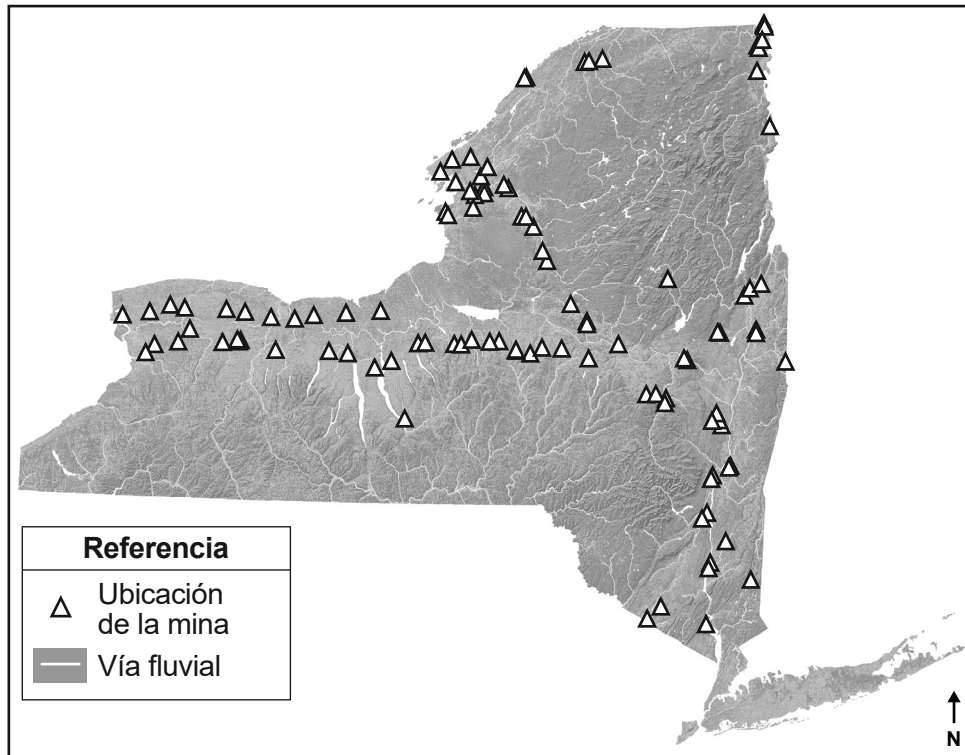 Referencia
Ubicación
de la mina
Vía fluvial
N